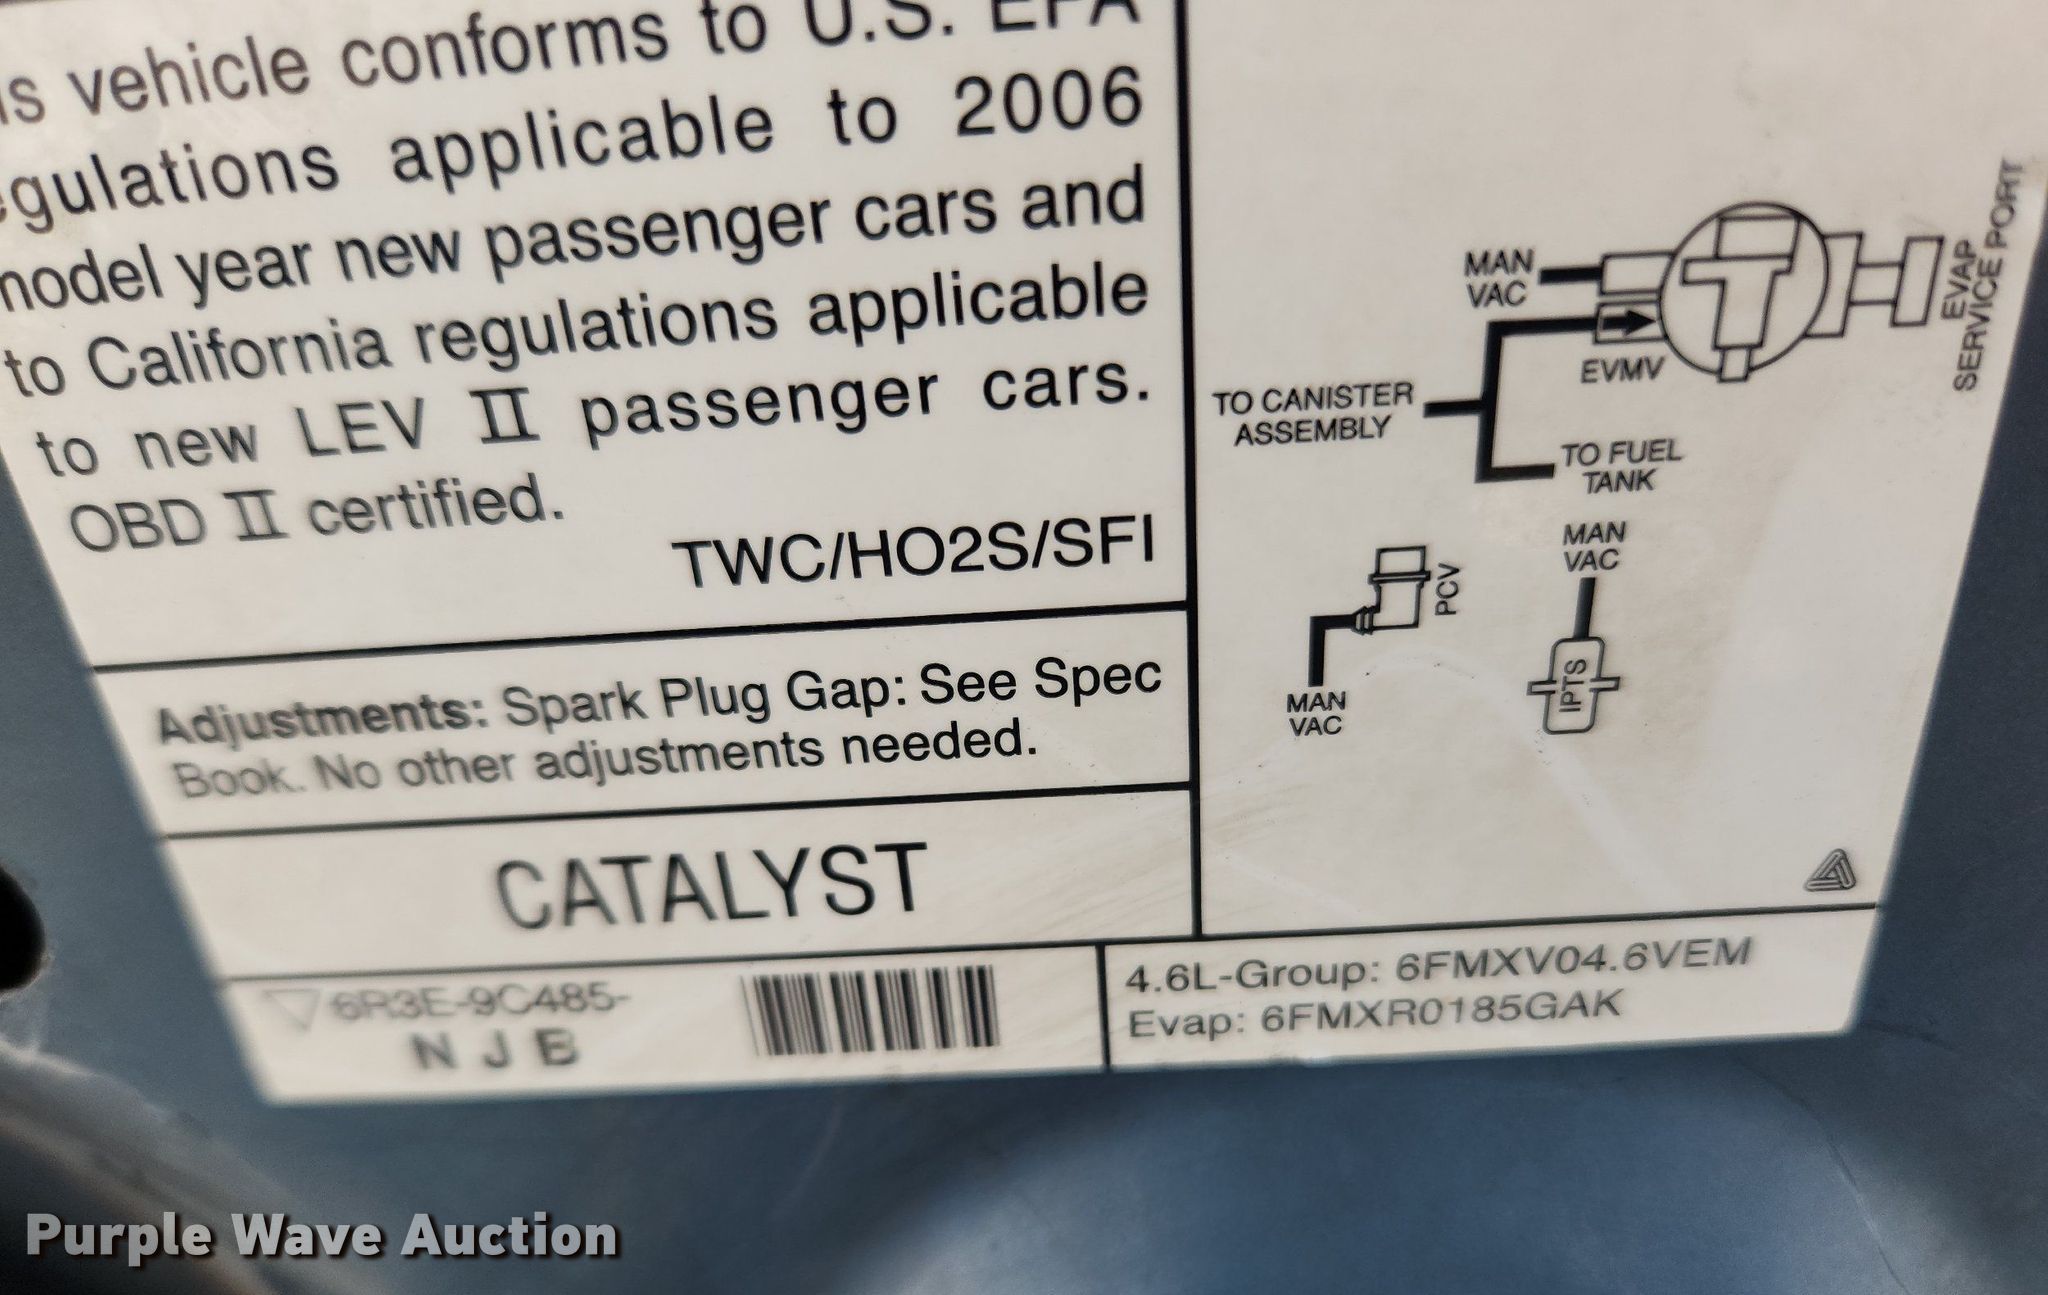 is vehicle conforms to U.S. EPA
egulations applicable to 2006
model year new passenger cars and
to California regulations applicable
to new LEV II passenger cars.
OBD II certified.
TWC/HO2S/SFI
Adjustments: Spark Plug Gap: See Spec
Book. No other adjustments needed.
CATALYST
6R3E-9C485-
N J B
MAN
VAC
EVMV
EVAP
SERVICE PORT
TO CANISTER
ASSEMBLY
TO FUEL
TANK
PCV
MAN
VAC
MAN
VAC
IPTS
4.6L-Group: 6FMXV04.6VEM
Evap: 6FMXR0185GAK
Purple Wave Auction